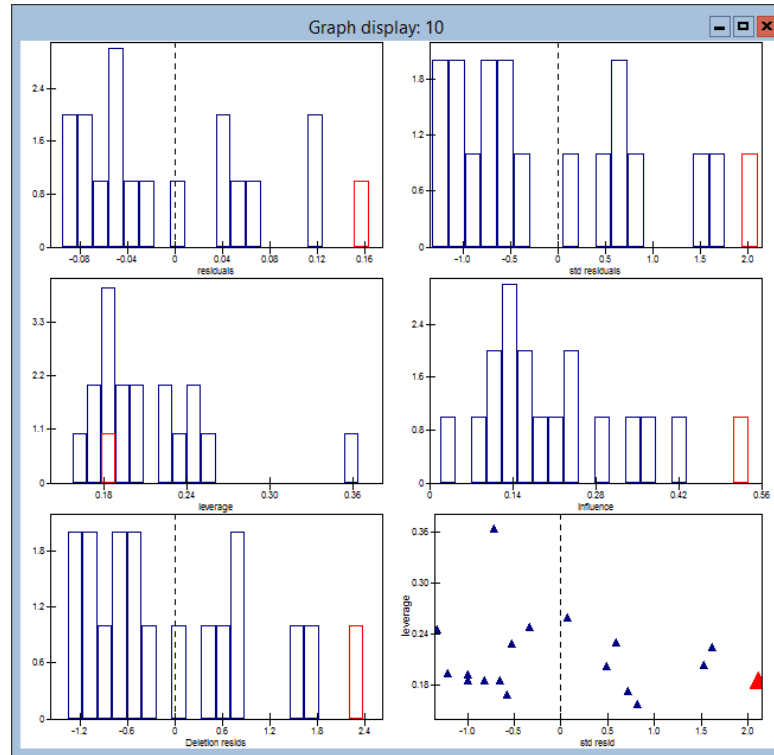 Graph display: 10
2.4
1.6
0.8
0
-0.08 -0.04 0 0.04 0.08 0.12 0.16
residuals
1.8
1.2
0.6
0
-1.0 -0.5 0 0.5 1.0 1.5 2.0
std residuals
3.3
2.2
1.1
0
0.18 0.24 0.30 0.36
leverage
2.4
1.6
0.8
0
0 0.14 0.28 0.42 0.56
Influence
1.8
1.2
0.6
0
-1.2 -0.6 0 0.6 1.2 1.8 2.4
Deletion resids
leverage
0.36
0.30
0.24
0.18
-1.0 -0.5 0 0.5 1.0 1.5 2.0
std resid